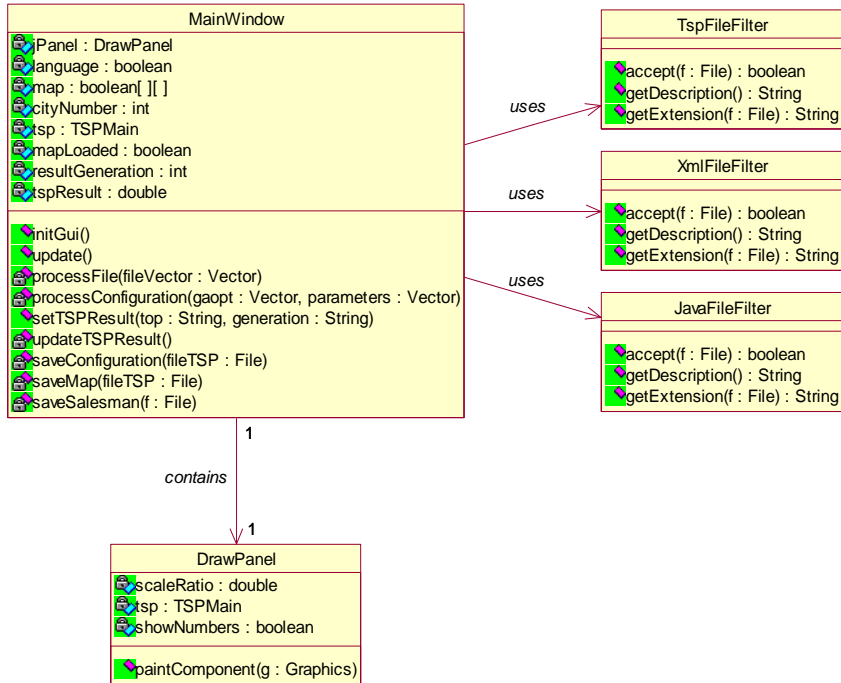 MainWindow
jPanel : DrawPanel
language : boolean
map : boolean[ ][ ]
cityNumber : int
tsp : TSPMain
mapLoaded : boolean
resultGeneration : int
tspResult : double
initGui()
update()
processFile(fileVector : Vector)
processConfiguration(gaopt : Vector, parameters : Vector)
setTSPResult(top : String, generation : String)
updateTSPResult()
saveConfiguration(fileTSP : File)
saveMap(fileTSP : File)
saveSalesman(f : File)
uses
TspFileFilter
accept(f : File) : boolean
getDescription() : String
getExtension(f : File) : String
uses
XmlFileFilter
accept(f : File) : boolean
getDescription() : String
getExtension(f : File) : String
uses
JavaFileFilter
accept(f : File) : boolean
getDescription() : String
getExtension(f : File) : String
1
contains
1
DrawPanel
scaleRatio : double
tsp : TSPMain
showNumbers : boolean
paintComponent(g : Graphics)